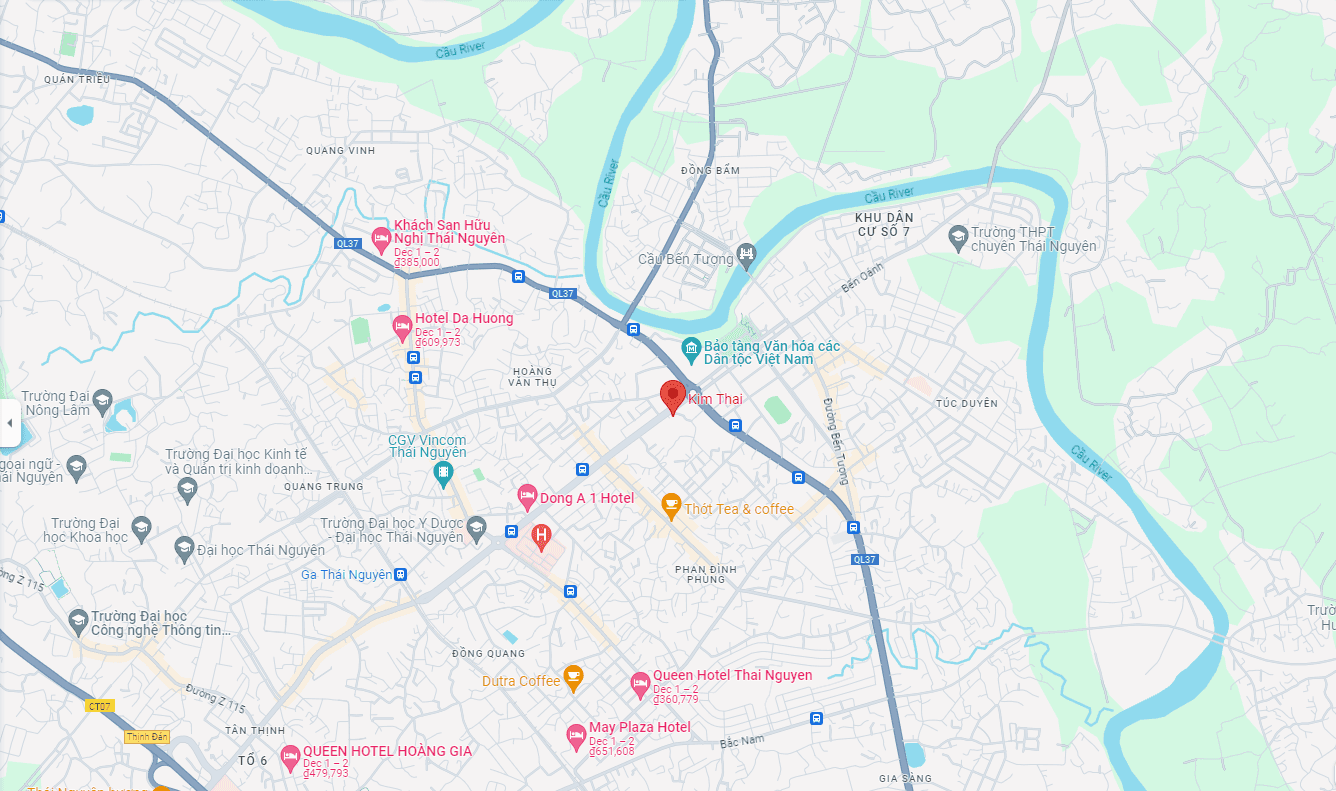 Cầu River
QUÁN TRIỀU
QUANG VINH
ĐỒNG BẨM
Cầu River
Cầu River
KHU DÂN
CƯ SỐ 7
Khách Sạn Hữu
Nghị Thái Nguyên
Dec 1 – 2
₫385,000
QL37
Trường THPT
chuyên Thái Nguyên
Cầu Bến Tượng
Bến Oánh
QL37
Hotel Da Huong
Dec 1 – 2
₫609,973
Bảo tàng Văn hóa các
Dân tộc Việt Nam
HOÀNG
VĂN THỤ
Kim Thai
Trường Đại
Nông Lâm
TÚC DUYÊN
Đường Bến Tượng
CGV Vincom
Thái Nguyên
Cầu River
Trường Đại học Kinh tế
và Quản trị kinh doanh...
goại ngữ -
ái Nguyên
QUANG TRUNG
Dong A 1 Hotel
Thót Tea & coffee
Trường Đại
học Khoa học
Trường Đại học Y Dược
- Đại học Thái Nguyên
H
Đại học Thái Nguyên
QL37
Ga Thái Nguyên
PHAN ĐÌNH
PHÙNG
ờng Z 115
Trường Đại học
Công nghệ Thông tin...
Trườ
Hu
ĐỒNG QUANG
Dutra Coffee
Queen Hotel Thai Nguyen
Dec 1 – 2
₫360,779
Đường Z 115
CT07
TÂN THỊNH
Thịnh Đán
May Plaza Hotel
Dec 1 – 2
₫651,608
Bắc Nam
TỔ 6
QUEEN HOTEL HOÀNG GIA
Dec 1 – 2
₫479,793
GIA SÀNG